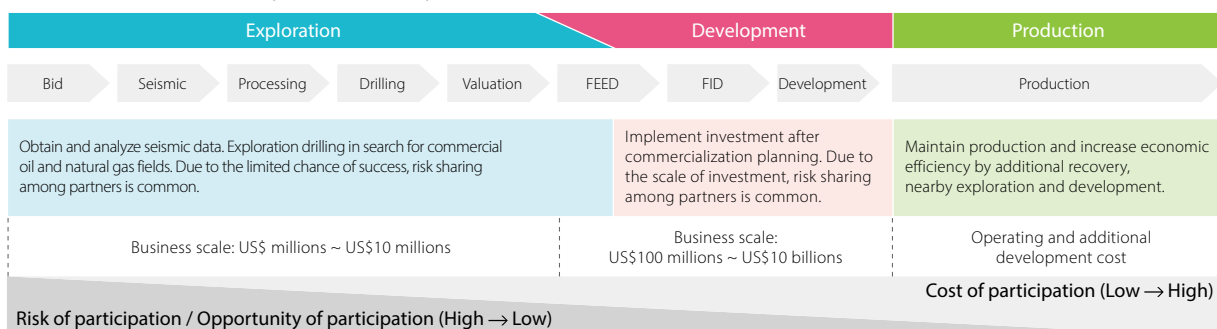 Exploration
Development
Production
Bid
Seismic
Processing
Drilling
Valuation
FEED
FID
Development
Production
Obtain and analyze seismic data. Exploration drilling in search for commercial
oil and natural gas fields. Due to the limited chance of success, risk sharing
among partners is common.
Implement investment after
commercialization planning. Due to
the scale of investment, risk sharing
among partners is common.
Maintain production and increase economic
efficiency by additional recovery,
nearby exploration and development.
Business scale: US$ millions ~ US$10 millions
Business scale:
US$100 millions ~ US$10 billions
Operating and additional
development cost
Cost of participation (Low → High)
Risk of participation / Opportunity of participation (High → Low)